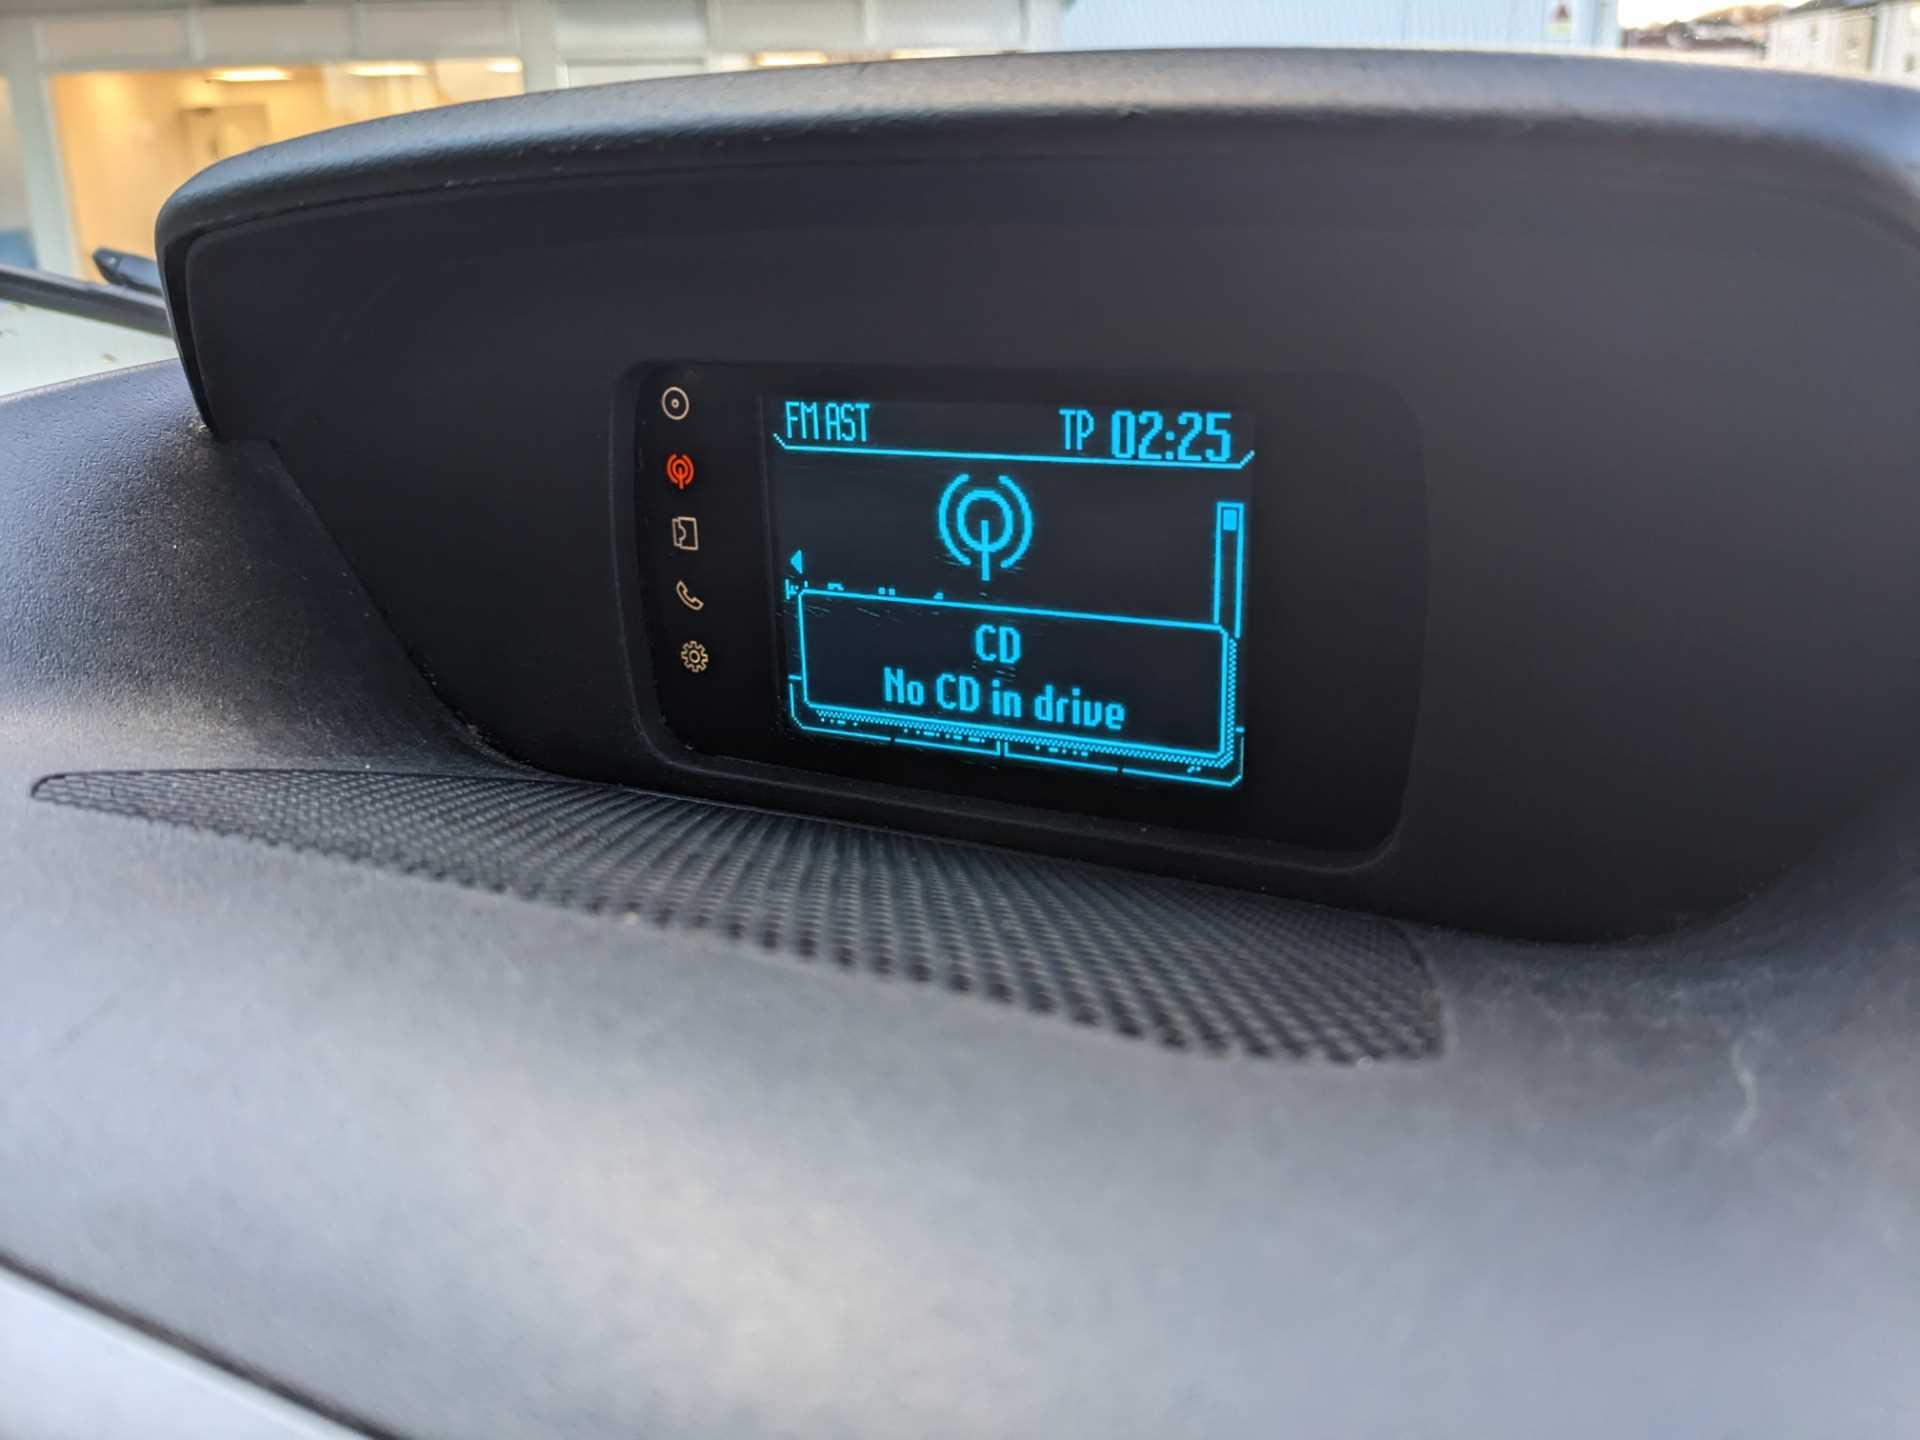 FM AST TP 02:25
CD
No CD in drive